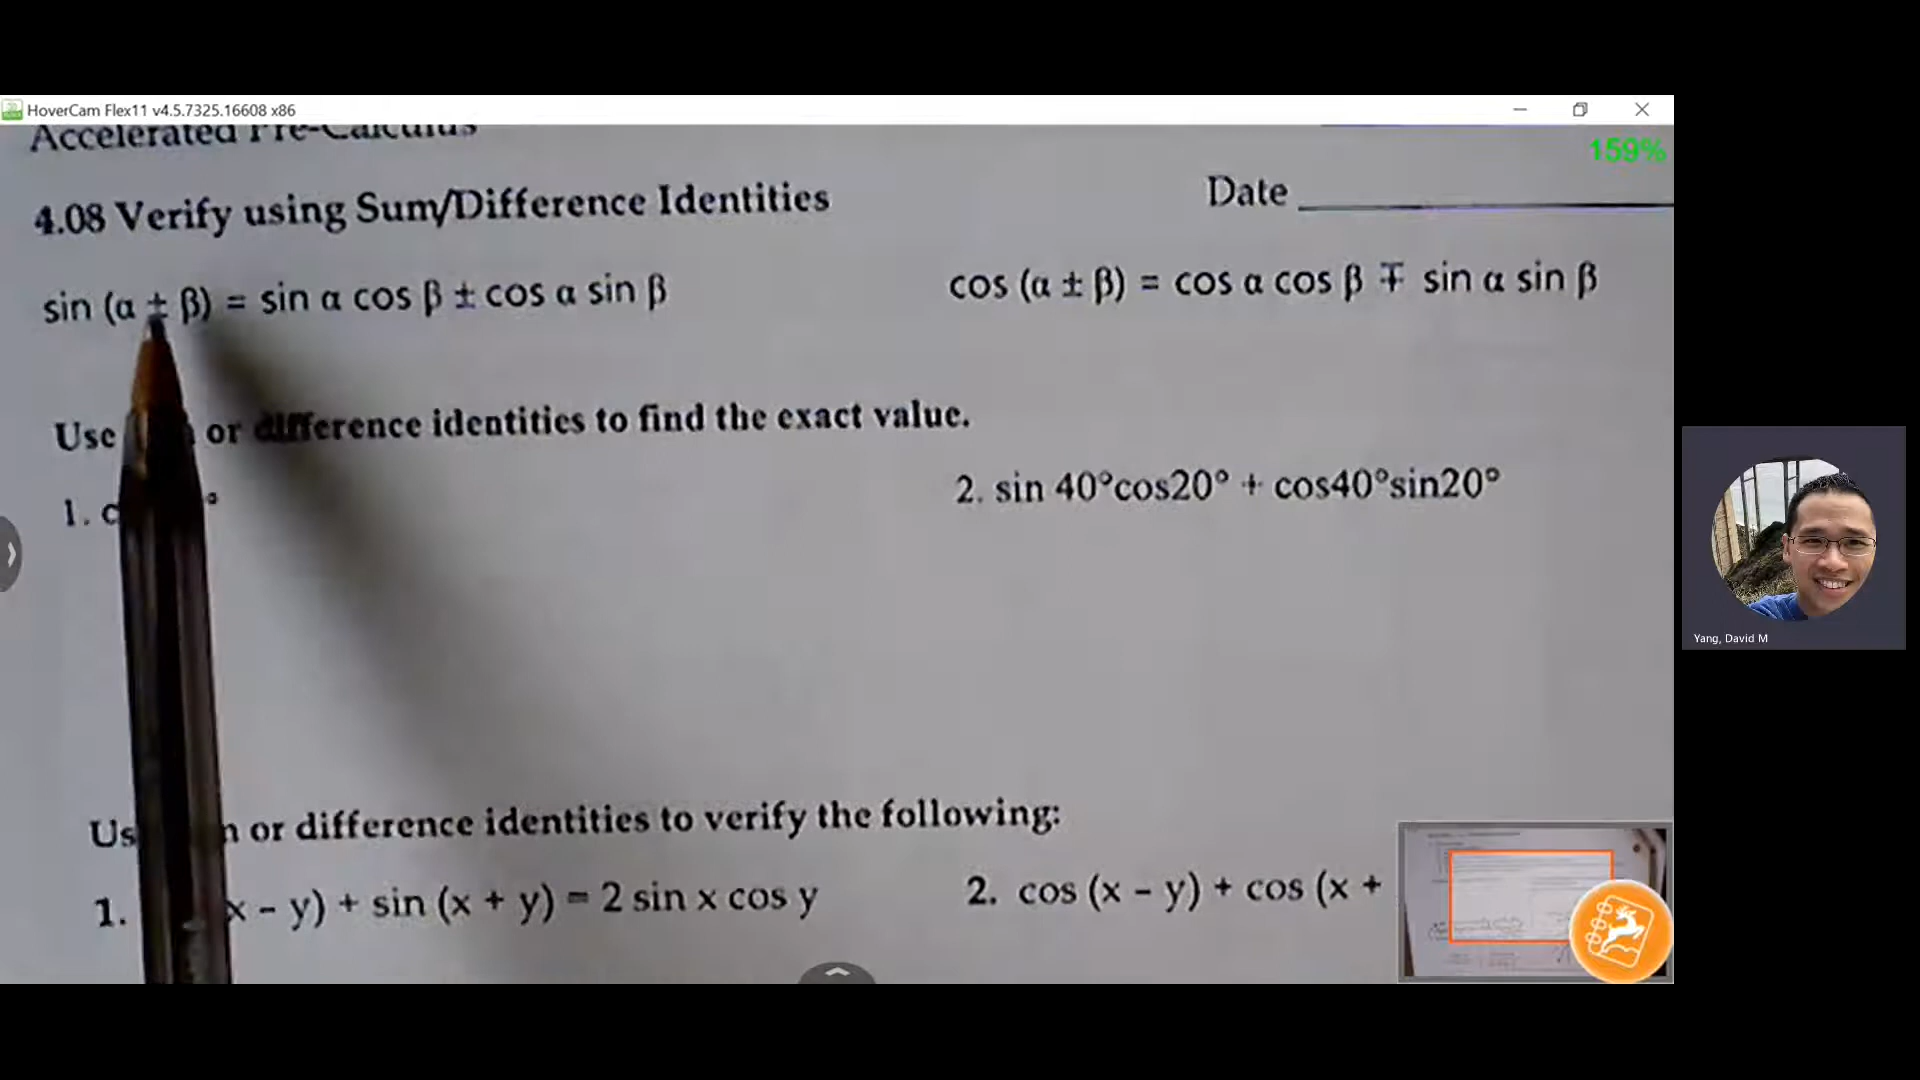 HoverCam Flex11 v4.5.7325.16608 x86
Accelerated Pre-Calculus
159%
4.08 Verify using Sum/Difference Identities
Date
sin (α ± β) = sin α cos β ± cos α sin β
cos (α ± β) = cos α cos β ∓ sin α sin β
Use or difference identities to find the exact value.
1. c °
2. sin 40°cos20° + cos40°sin20°
or difference identities to verify the following:
1. x - y) + sin (x + y) = 2 sin x cos y
2. cos (x - y) + cos (x +
Yang, David M